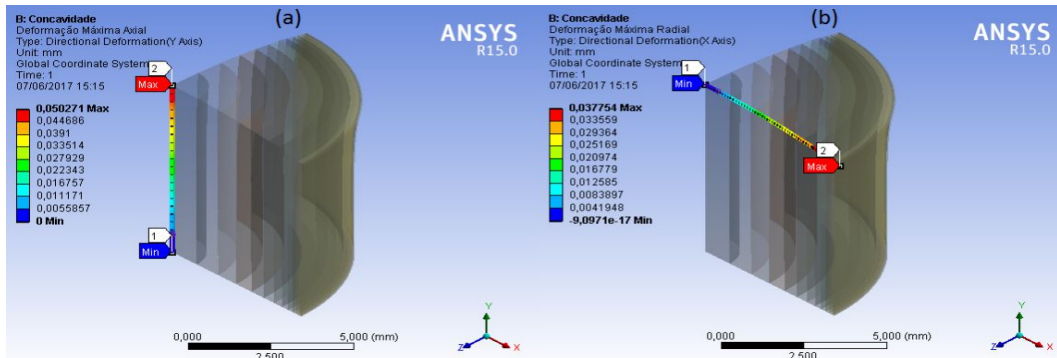 (a)
B: Concavidade
Deformação Máxima Axial
Type: Directional Deformation(Y Axis)
Unit: mm
Global Coordinate System
Time: 1
07/06/2017 15:15
ANSYS
R15.0
2
Max
0,050271 Max
0,044686
0,0391
0,033514
0,027929
0,022343
0,016757
0,011171
0,0055857
0 Min
1
Min
0,000
5,000 (mm)
2,500
Y
Z
X
(b)
B: Concavidade
Deformação Máxima Radial
Type: Directional Deformation(X Axis)
Unit: mm
Global Coordinate System
Time: 1
07/06/2017 15:15
ANSYS
R15.0
1
Min
0,037754 Max
0,033559
0,029364
0,025169
0,020974
0,016779
0,012585
0,0083897
0,0041948
-9,0971e-17 Min
2
Max
0,000
5,000 (mm)
2,500
Y
Z
X